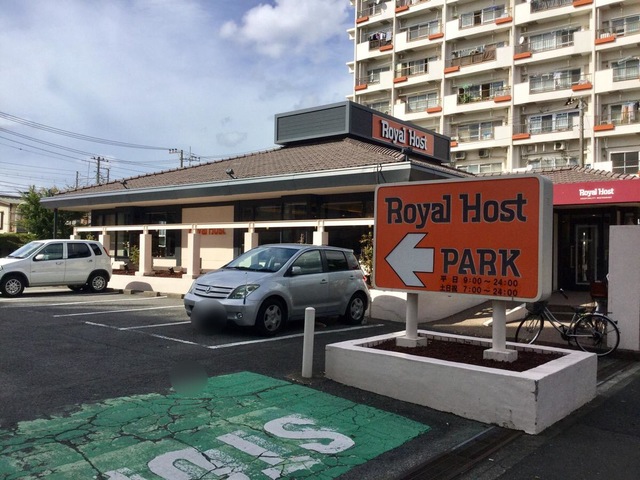 Royal Host
Royal Host
Royal Host
PARK
平日 9:00~24:00
土日祝 7:00~24:00